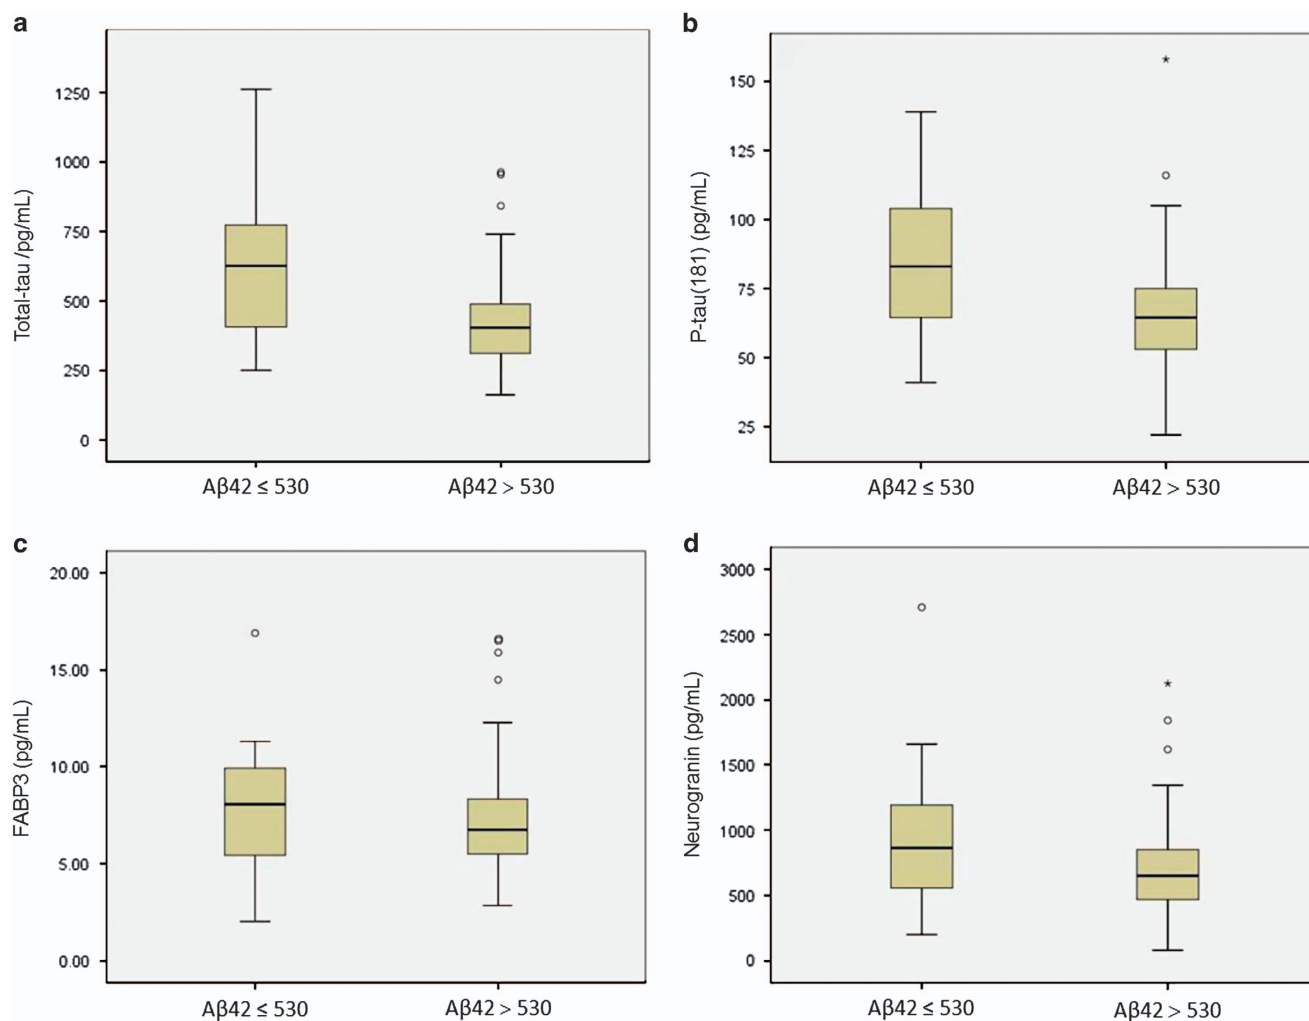 a
Total-tau /pg/mL)
1250
1000
750
500
250
0
Aβ42 ≤ 530 Aβ42 > 530
b
P-tau(181) (pg/mL)
150
125
100
75
50
25
Aβ42 ≤ 530 Aβ42 > 530
c
FABP3 (pg/mL)
20.00
15.00
10.00
5.00
0.00
Aβ42 ≤ 530 Aβ42 > 530
d
Neurogranin (pg/mL)
3000
2500
2000
1500
1000
500
0
Aβ42 ≤ 530 Aβ42 > 530